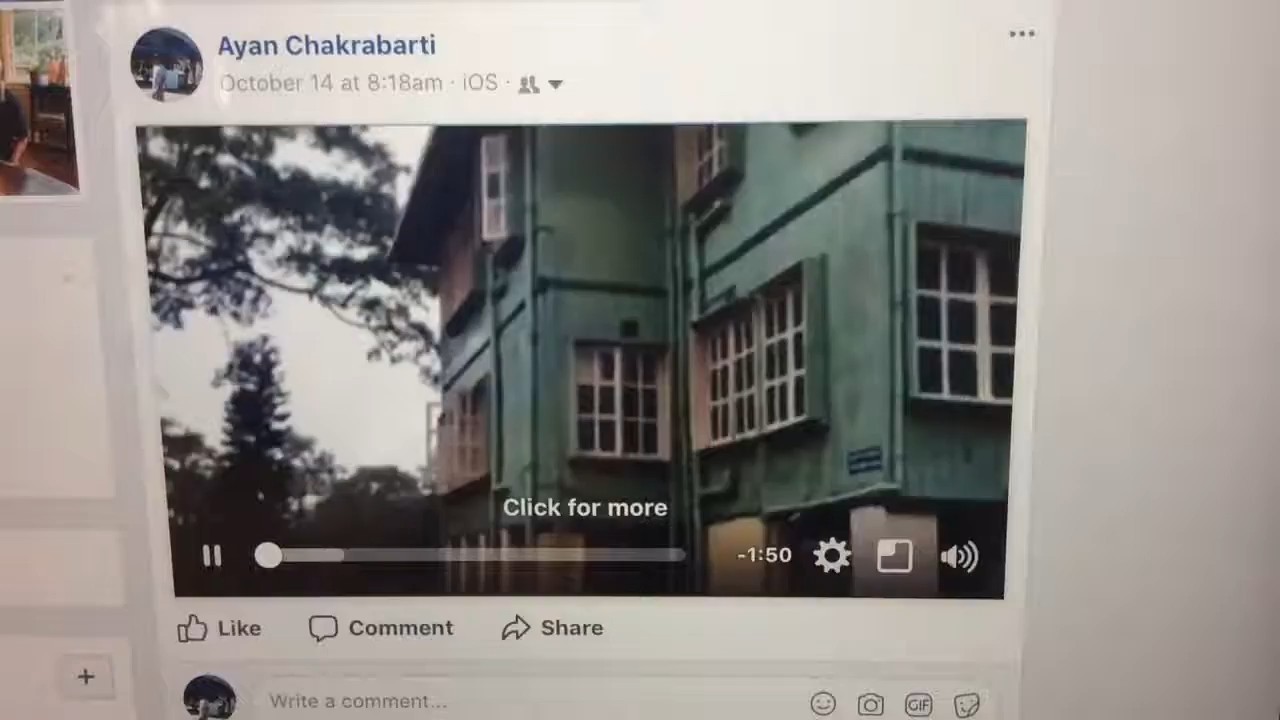 Ayan Chakrabarti
October 14 at 8:18am · iOS ·
Click for more
-1:50
Like Comment Share
Write a comment...
GIF